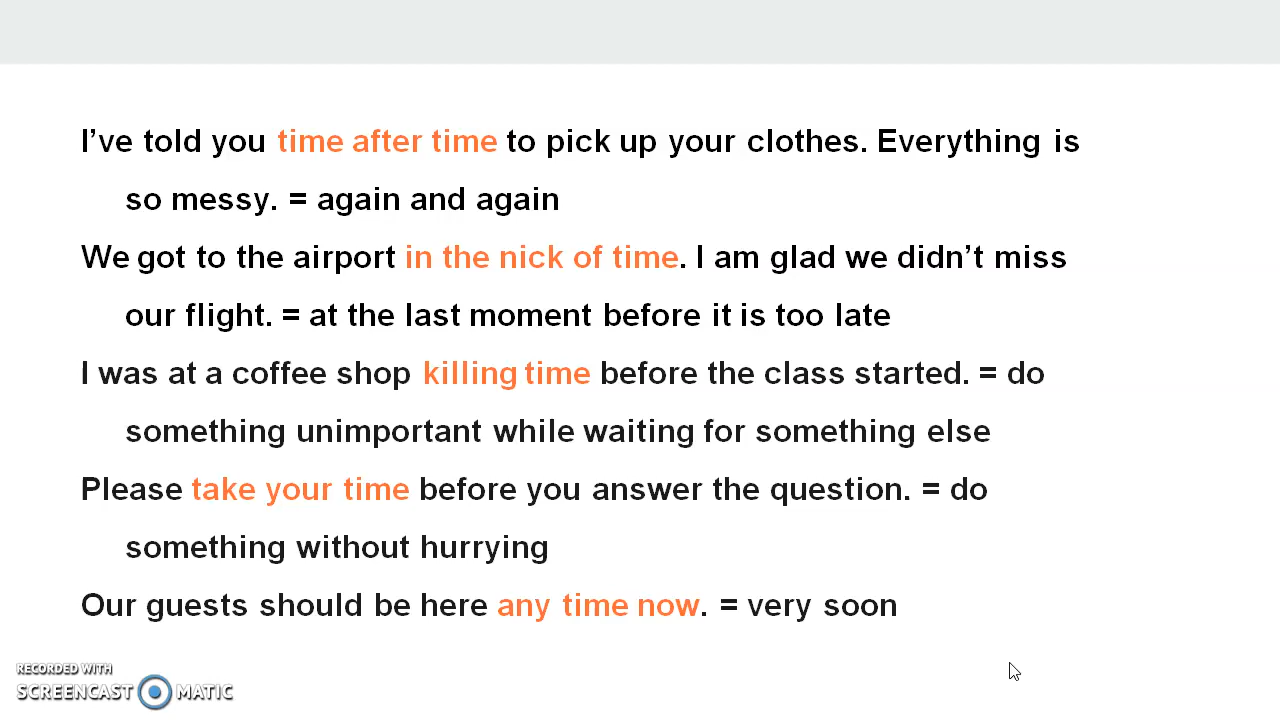 I’ve told you time after time to pick up your clothes. Everything is
so messy. = again and again
We got to the airport in the nick of time. I am glad we didn’t miss
our flight. = at the last moment before it is too late
I was at a coffee shop killing time before the class started. = do
something unimportant while waiting for something else
Please take your time before you answer the question. = do
something without hurrying
Our guests should be here any time now. = very soon
RECORDED WITH
SCREENCAST MATIC